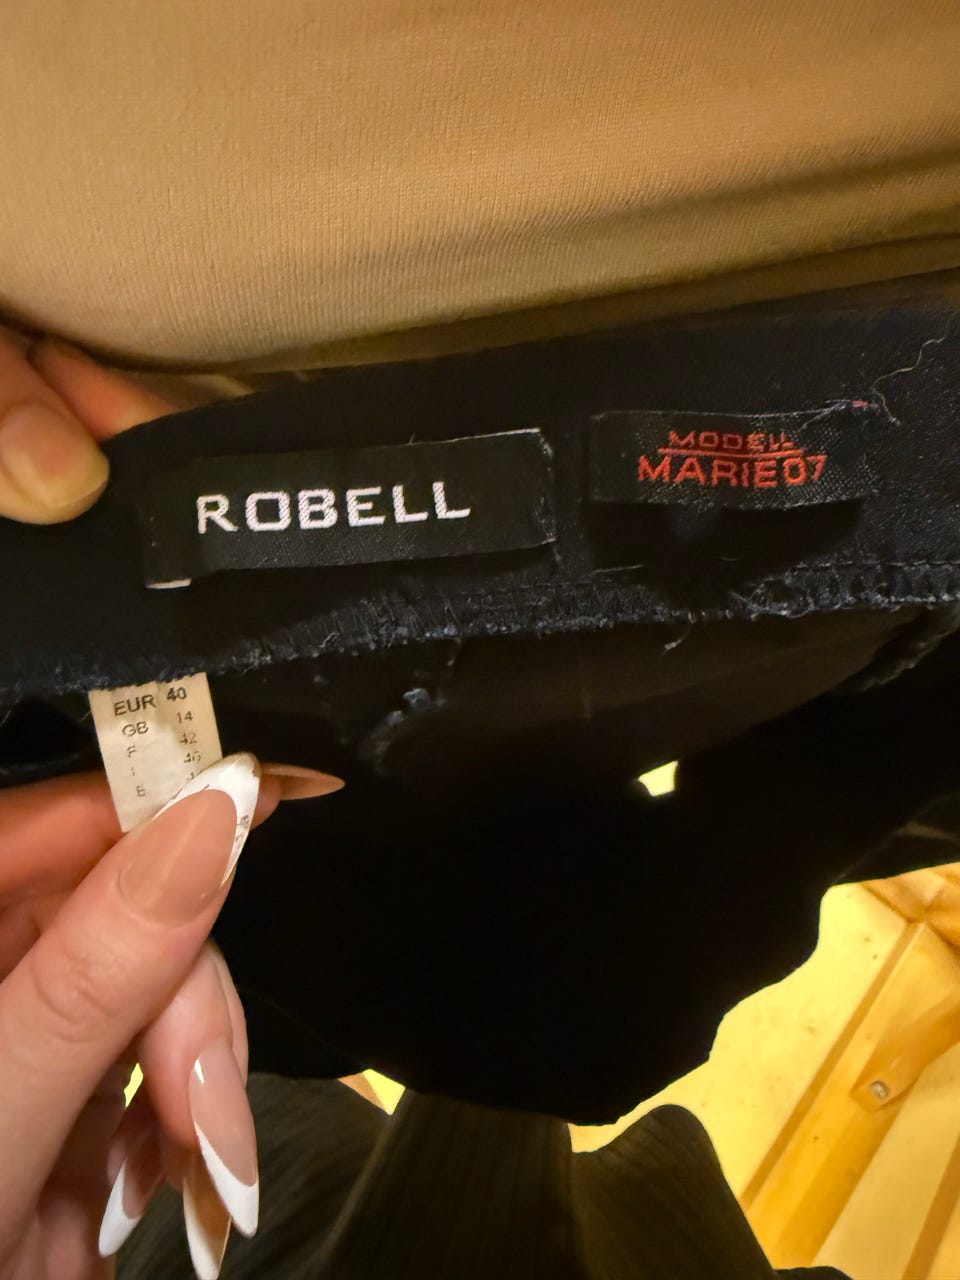 ROBELL
MODELL
MARIE07
EUR 40
GB 14
F 42
I 46
E